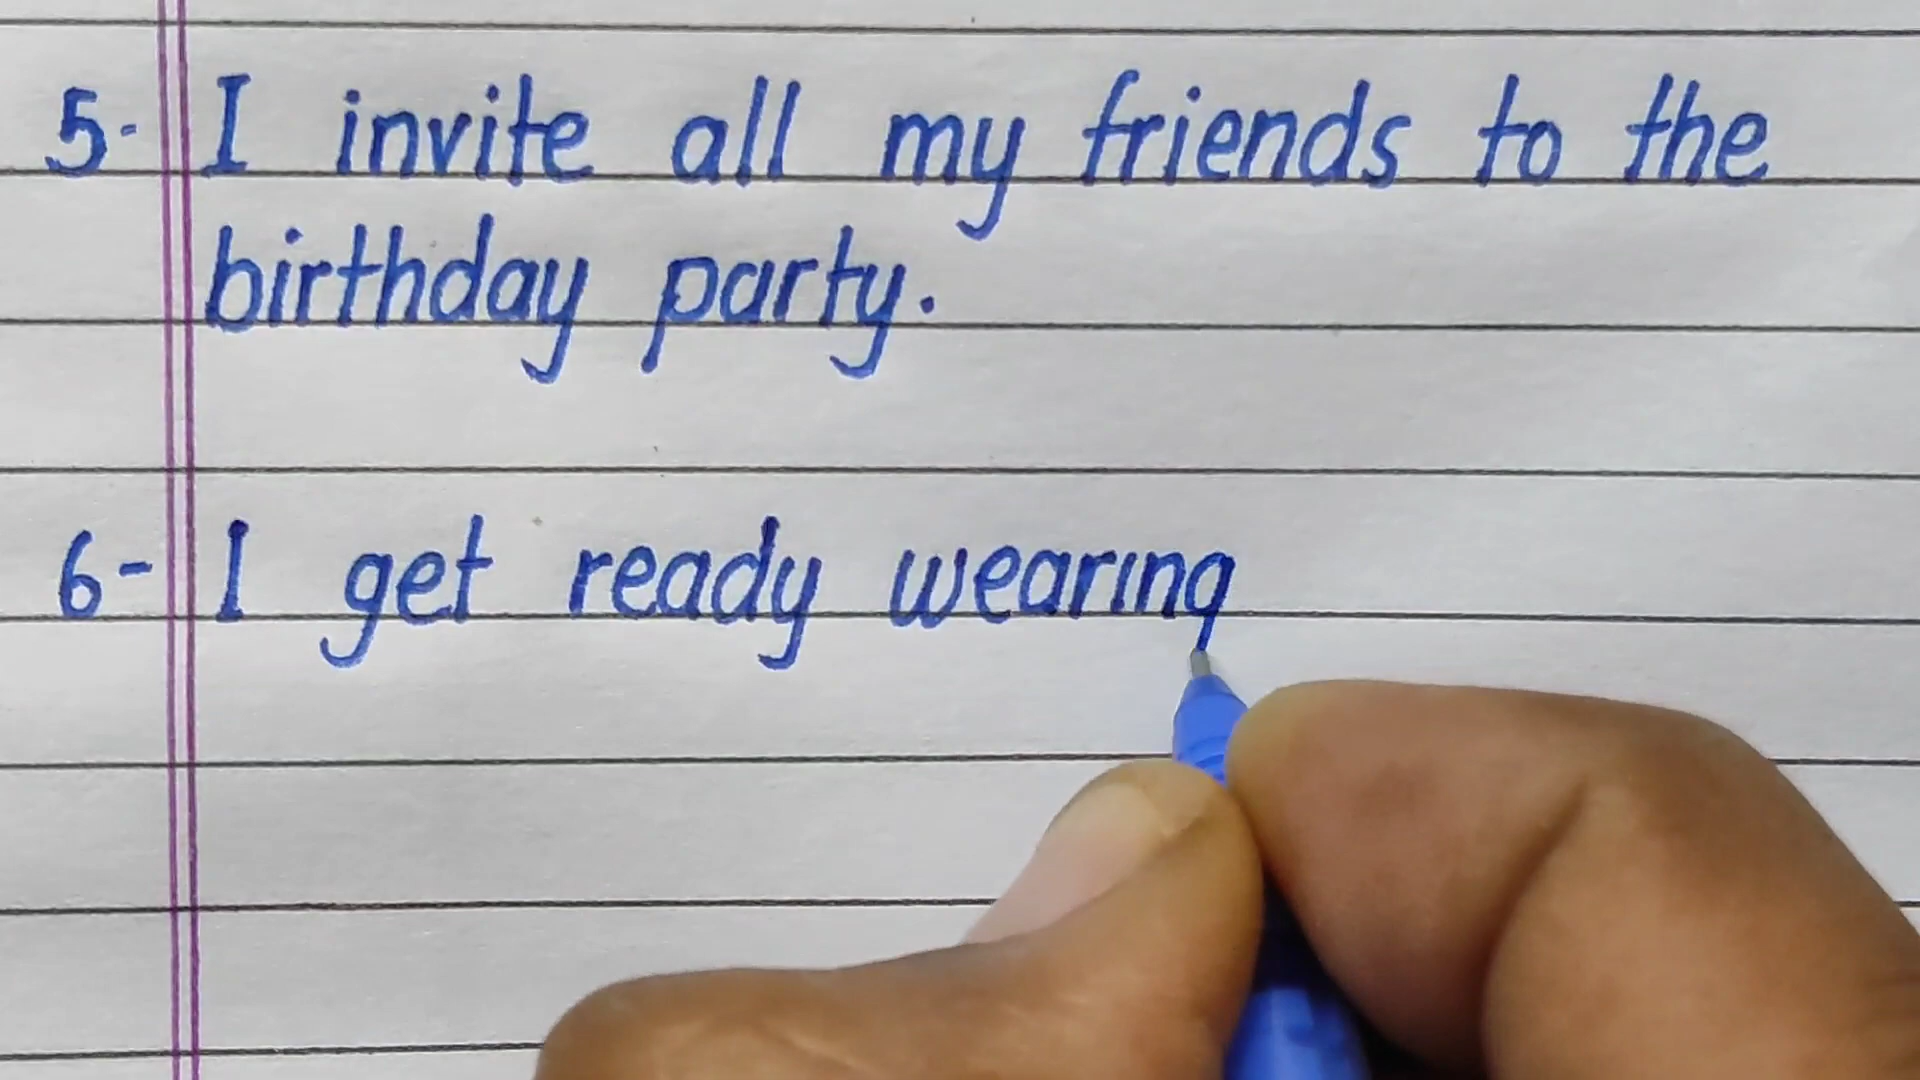 5- I invite all my friends to the
birthday party.
6- I get ready wearing